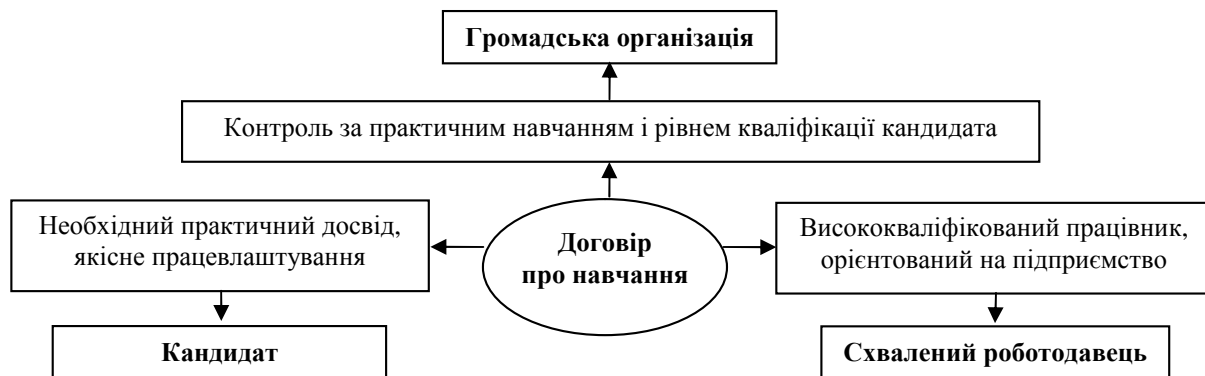 Громадська організація
Контроль за практичним навчанням і рівнем кваліфікації кандидата
Необхідний практичний досвід,
якісне працевлаштування
Договір
про навчання
Висококваліфікований працівник,
орієнтований на підприємство
Кандидат
Схвалений роботодавець